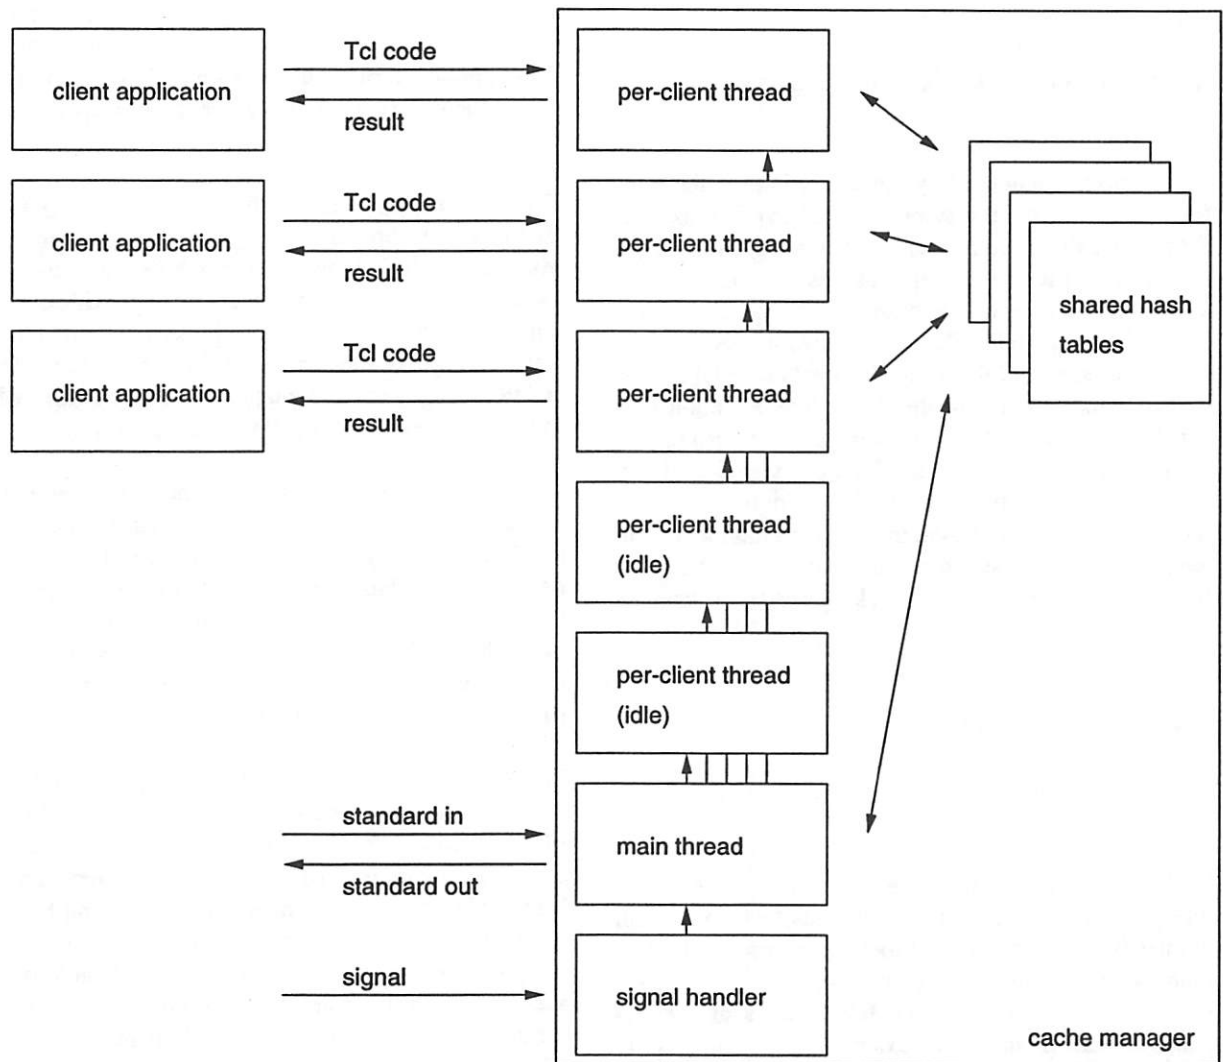 Tcl code
client application
result
per-client thread
Tcl code
client application
result
per-client thread
Tcl code
client application
result
per-client thread
shared hash
tables
per-client thread
(idle)
per-client thread
(idle)
standard in
standard out
main thread
signal
signal handler
cache manager